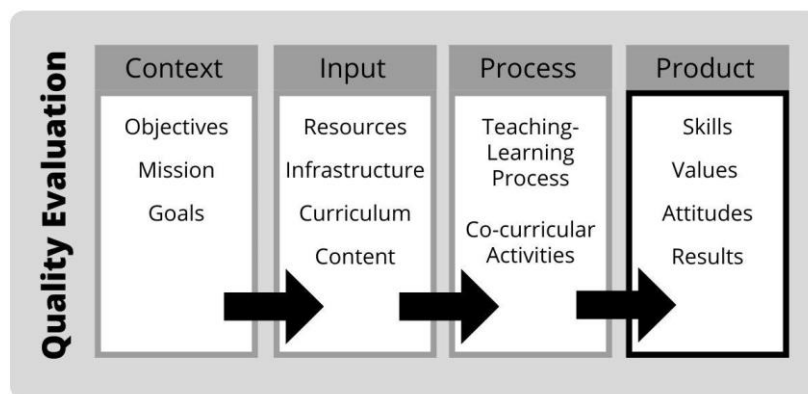 Quality Evaluation
Context
Objectives
Mission
Goals
Input
Resources
Infrastructure
Curriculum
Content
Process
Teaching-
Learning
Process
Co-curricular
Activities
Product
Skills
Values
Attitudes
Results